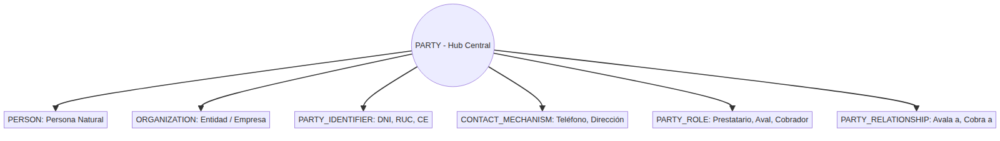 PARTY - Hub Central
PERSON: Persona Natural
ORGANIZATION: Entidad / Empresa
PARTY_IDENTIFIER: DNI, RUC, CE
CONTACT_MECHANISM: Teléfono, Dirección
PARTY_ROLE: Prestatario, Aval, Cobrador
PARTY_RELATIONSHIP: Avala a, Cobra a